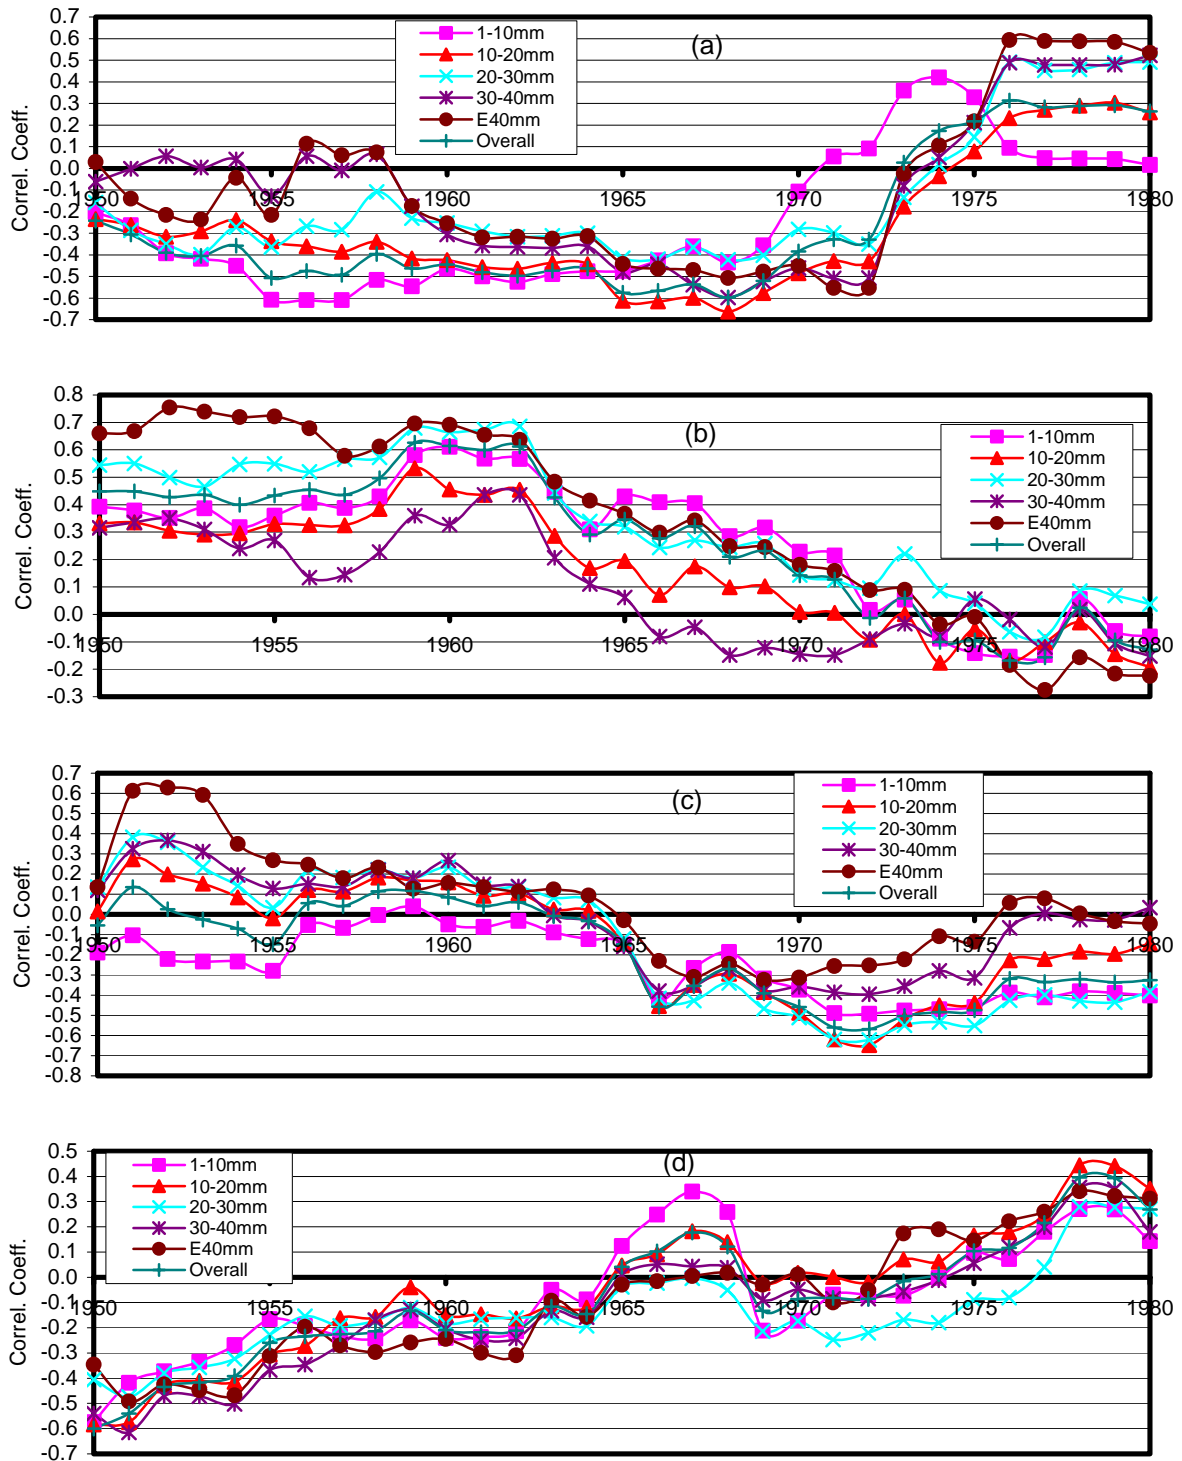 0.7
0.6
0.5
0.4
0.3
0.2
0.1
0.0
-0.1
-0.2
-0.3
-0.4
-0.5
-0.6
-0.7
Correl. Coeff.
1-10mm
10-20mm
20-30mm
30-40mm
E40mm
Overall
(a)
1950 1955 1960 1965 1970 1975 1980
0.8
0.7
0.6
0.5
0.4
0.3
0.2
0.1
0.0
-0.1
-0.2
-0.3
Correl. Coeff.
(b)
1-10mm
10-20mm
20-30mm
30-40mm
E40mm
Overall
1950 1955 1960 1965 1970 1975 1980
0.7
0.6
0.5
0.4
0.3
0.2
0.1
0.0
-0.1
-0.2
-0.3
-0.4
-0.5
-0.6
-0.7
-0.8
Correl. Coeff.
(c)
1-10mm
10-20mm
20-30mm
30-40mm
E40mm
Overall
1950 1955 1960 1965 1970 1975 1980
0.5
0.4
0.3
0.2
0.1
0.0
-0.1
-0.2
-0.3
-0.4
-0.5
-0.6
-0.7
Correl. Coeff.
1-10mm
10-20mm
20-30mm
30-40mm
E40mm
Overall
(d)
1950 1955 1960 1965 1970 1975 1980